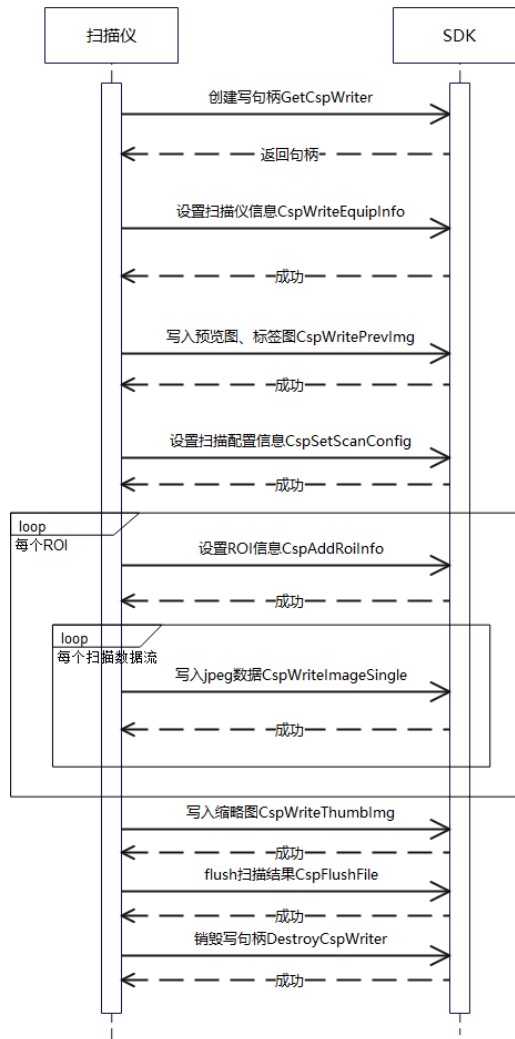 扫描仪
SDK
创建写句柄GetCspWriter
返回句柄
设置扫描仪信息CspWriteEquipInfo
成功
写入预览图、标签图CspWritePrevImg
成功
设置扫描配置信息CspSetScanConfig
成功
loop
每个ROI
设置ROI信息CspAddRoiInfo
成功
loop
每个扫描数据流
写入jpeg数据CspWriteImageSingle
成功
写入缩略图CspWriteThumbImg
成功
flush扫描结果CspFlushFile
成功
销毁写句柄DestroyCspWriter
成功